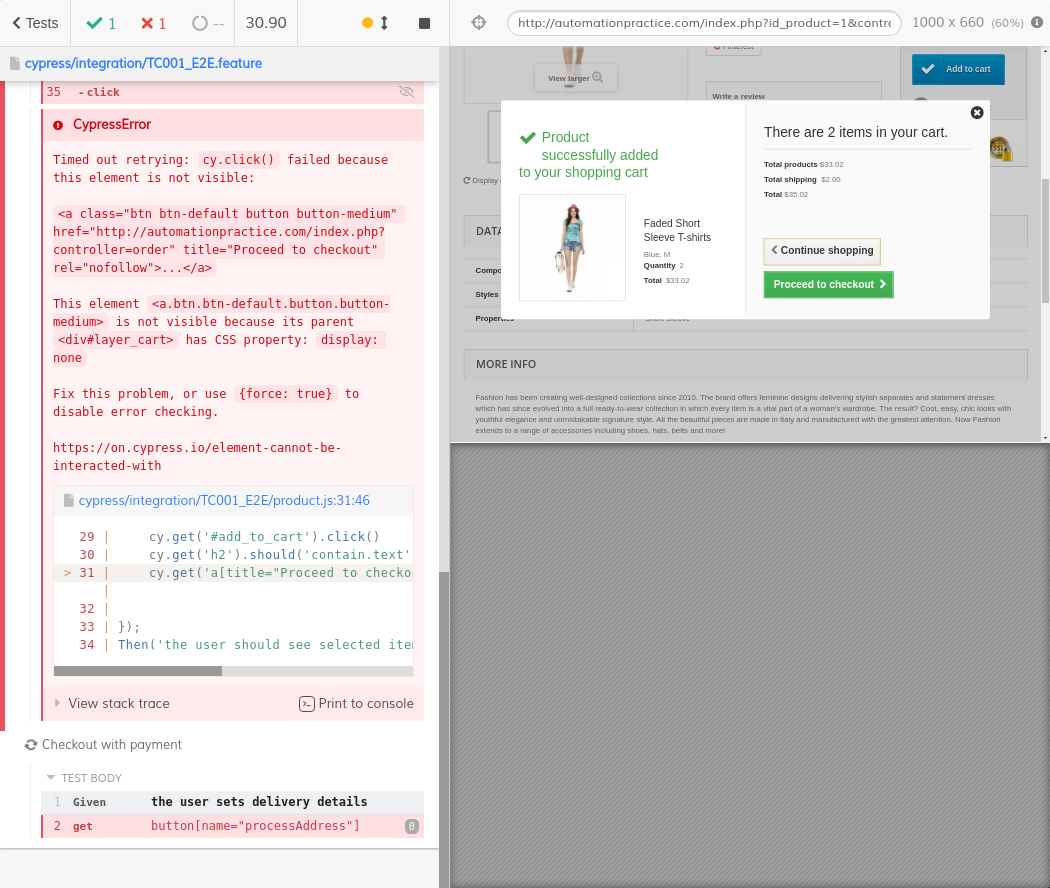 Tests
1
1
--
30.90
cypress/integration/TC001_E2E.feature
35 - click
CypressError
Timed out retrying: cy.click() failed because
this element is not visible:
<a class="btn btn-default button button-medium"
href="http://automationpractice.com/index.php?
controller=order" title="Proceed to checkout"
rel="nofollow">...</a>
This element <a.btn.btn-default.button.button-
medium> is not visible because its parent
<div#layer_cart> has CSS property: display:
none
Fix this problem, or use {force: true} to
disable error checking.
https://on.cypress.io/element-cannot-be-
interacted-with
cypress/integration/TC001_E2E/product.js:31:46
29 | cy.get('#add_to_cart').click()
30 | cy.get('h2').should('contain.text'
> 31 | cy.get('a[title="Proceed to checko
|
32 |
33 | });
34 | Then('the user should see selected ite
View stack trace
Print to console
Checkout with payment
TEST BODY
1 Given the user sets delivery details
2 get button[name="processAddress"] 0
http://automationpractice.com/index.php?id_product=1&contro
1000 x 660 (60%)
Pinterest
View larger
Add to cart
Write a review
Product
successfully added
to your shopping cart
Faded Short
Sleeve T-shirts
Blue, M
Quantity 2
Total $33.02
There are 2 items in your cart.
Total products $33.02
Total shipping $2.00
Total $35.02
Continue shopping
Proceed to checkout
Display
DATA
Compo
Styles
Properties
Short Sleeve
MORE INFO
Fashion has been creating well-designed collections since 2010. The brand offers feminine designs delivering stylish separates and statement dresses
which has since evolved into a full ready-to-wear collection in which every item is a vital part of a woman's wardrobe. The result? Cool, easy, chic looks with
youthful elegance and unmistakable signature style. All the beautiful pieces are made in Italy and manufactured with the greatest attention. Now Fashion
extends to a range of accessories including shoes, hats, belts and more!